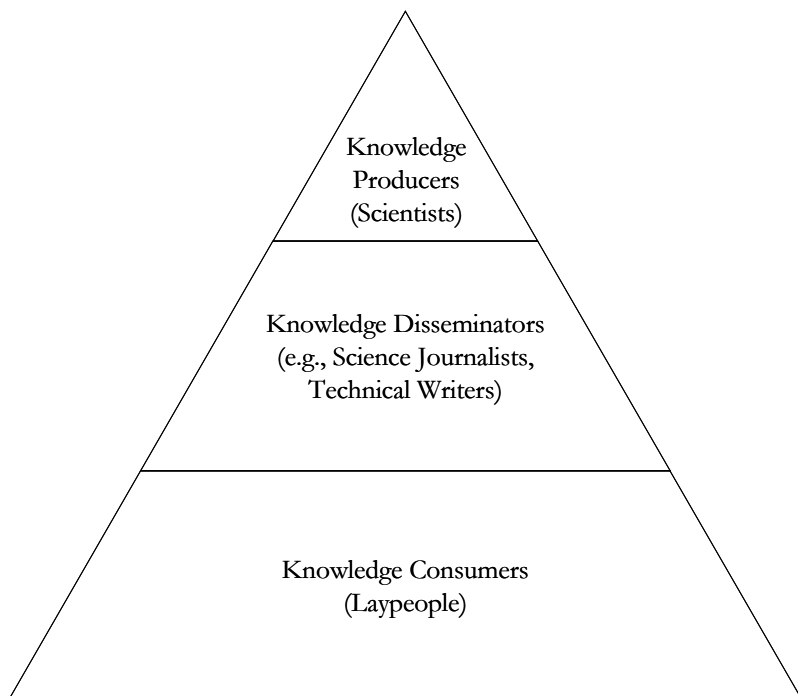 Knowledge
Producers
(Scientists)
Knowledge Disseminators
(e.g., Science Journalists,
Technical Writers)
Knowledge Consumers
(Laypeople)